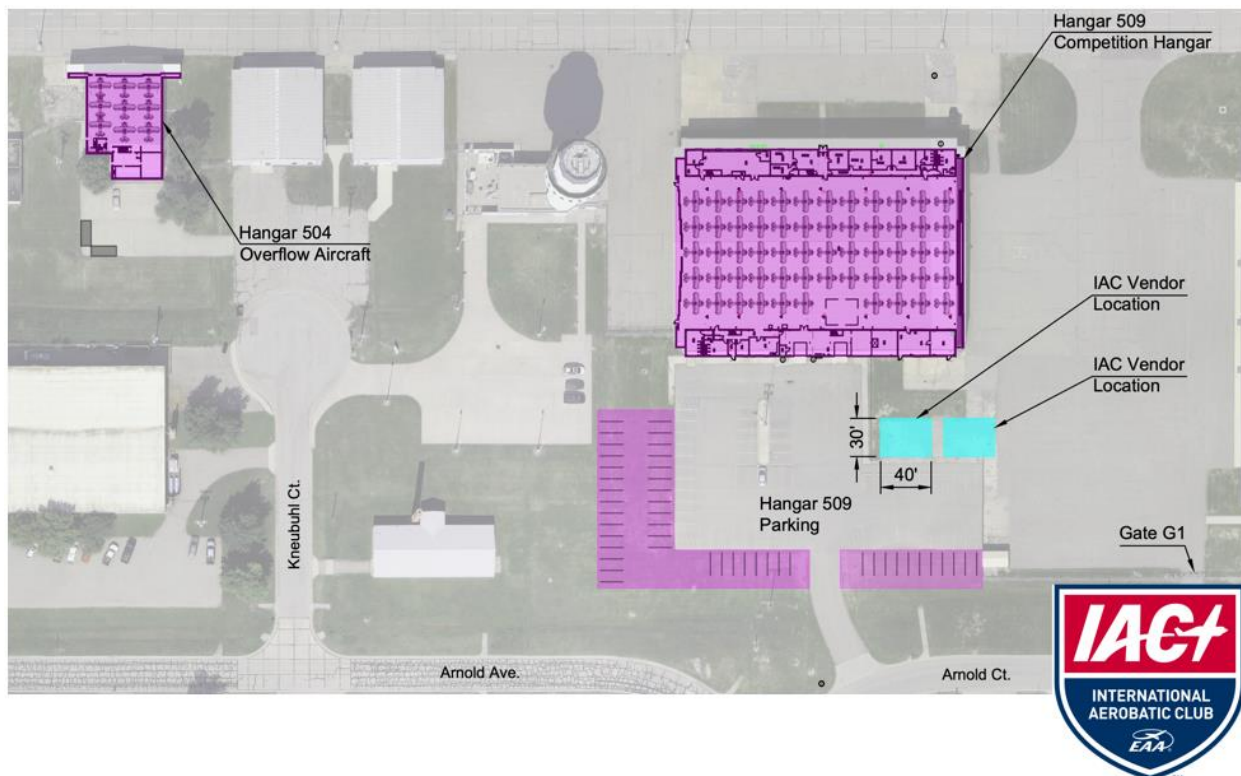 Hangar 509
Competition Hangar
Hangar 504
Overflow Aircraft
IAC Vendor
Location
IAC Vendor
Location
30'
40'
Hangar 509
Parking
Gate G1
Kneubuhl Ct.
Arnold Ave.
Arnold Ct.
IAC
INTERNATIONAL
AEROBATIC CLUB
EAA